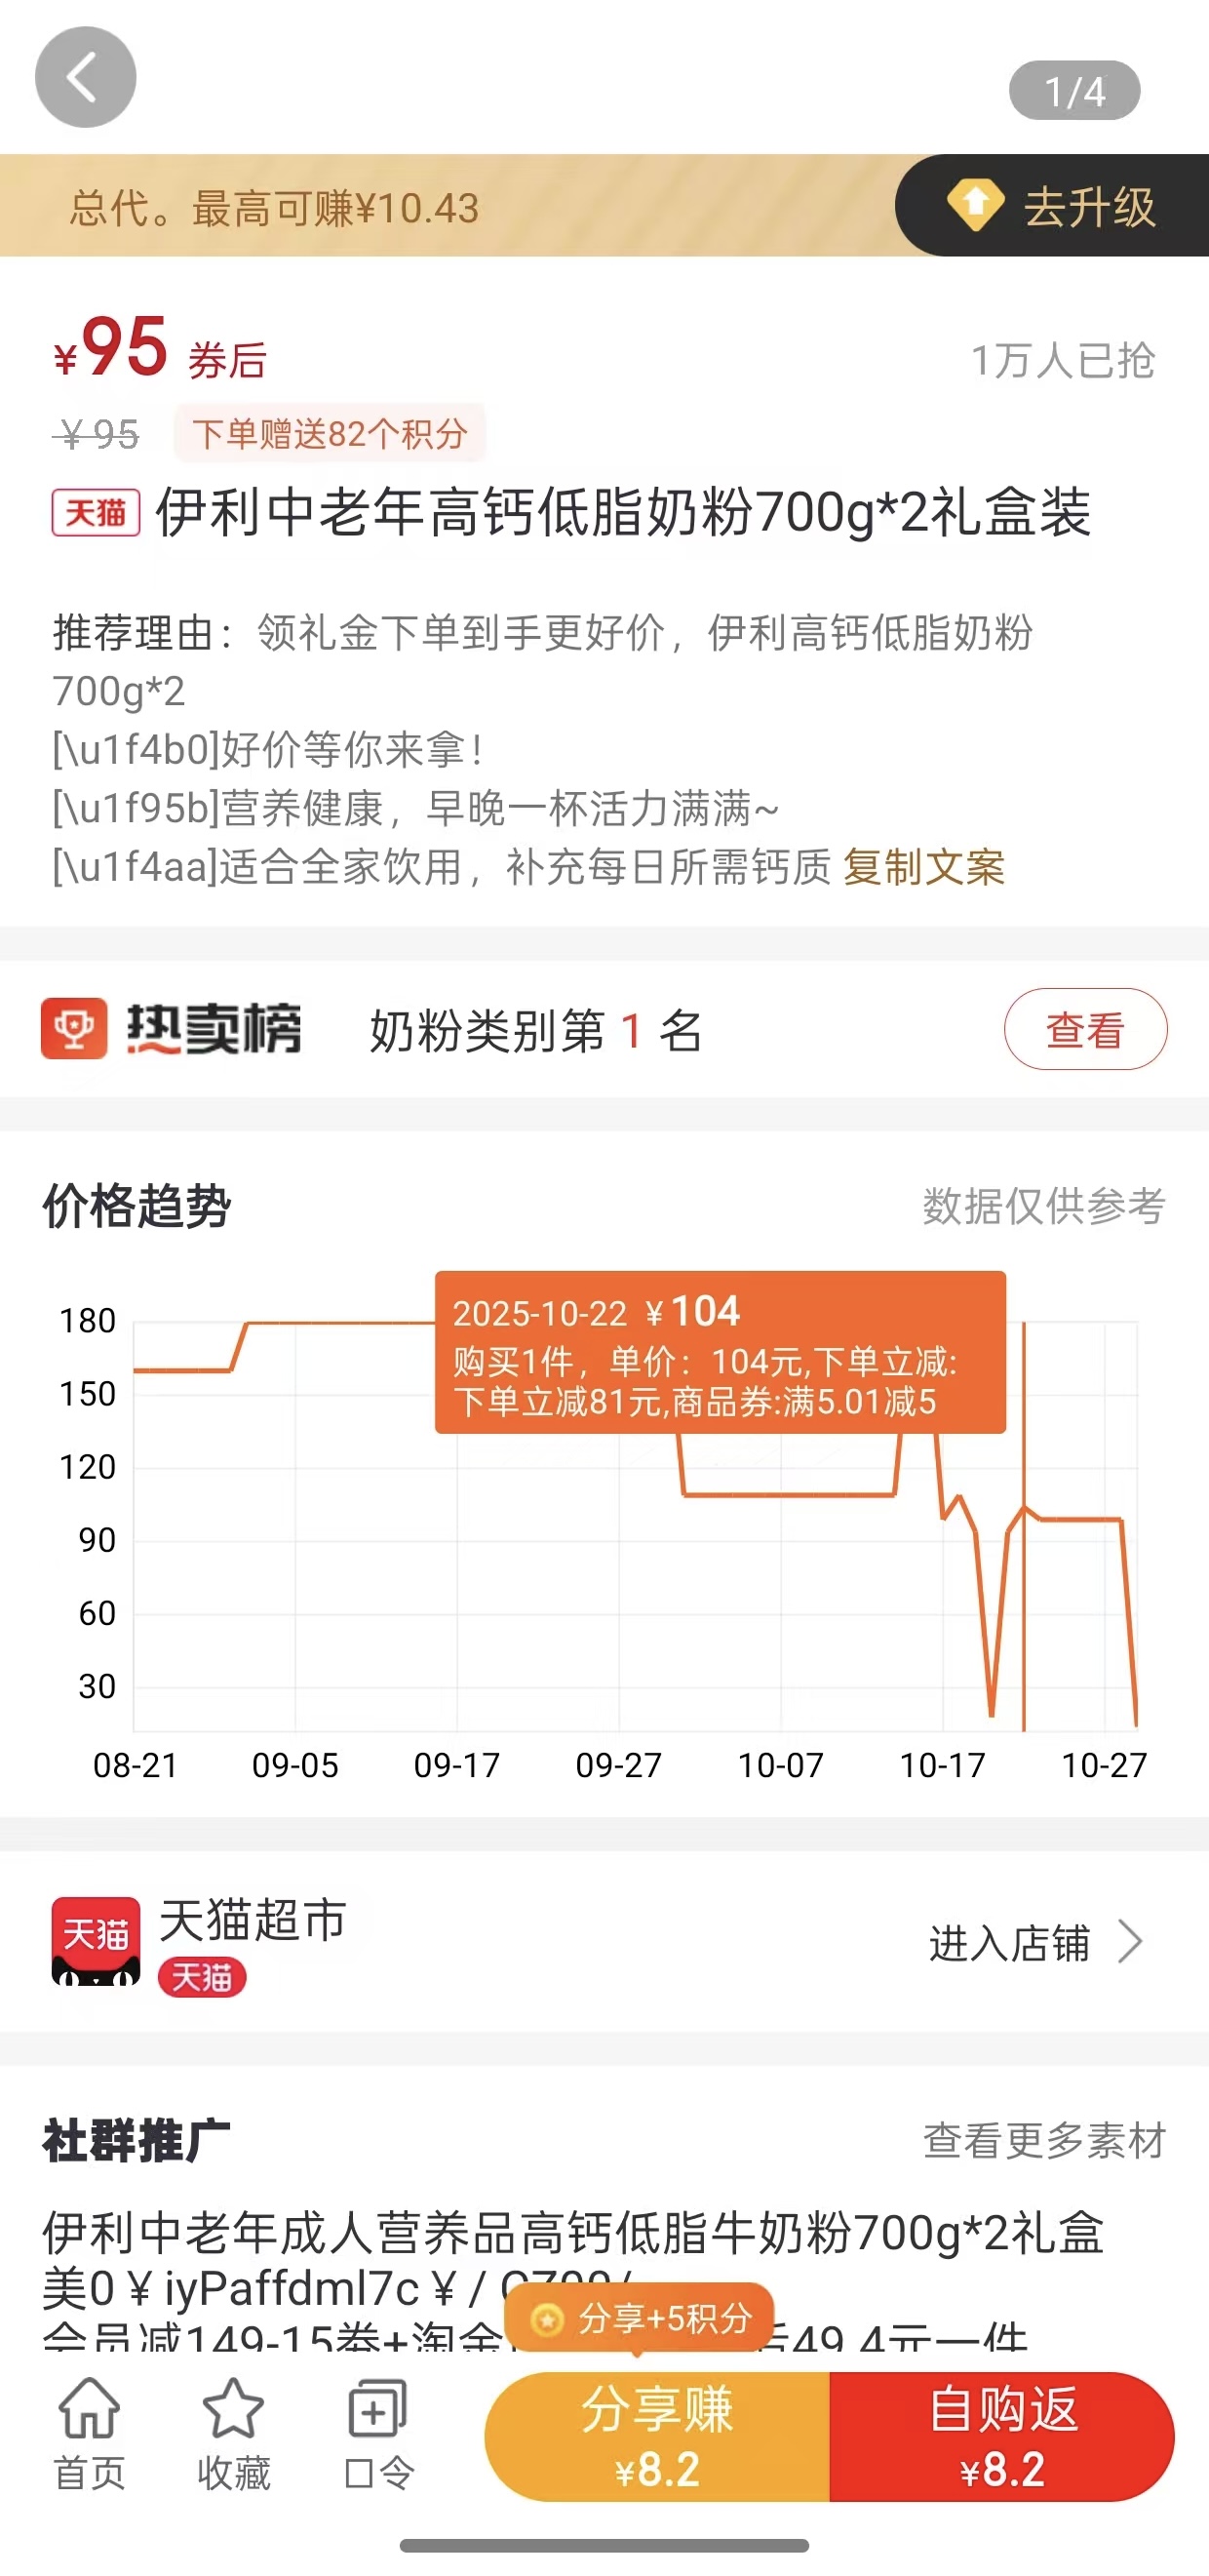 1/4
总代。最高可赚¥10.43
去升级
¥95 券后
1万人已抢
￥95
下单赠送82个积分
天猫 伊利中老年高钙低脂奶粉700g*2礼盒装
推荐理由：领礼金下单到手更好价，伊利高钙低脂奶粉
700g*2
[\u1f4b0]好价等你来拿！
[\u1f95b]营养健康，早晚一杯活力满满~
[\u1f4aa]适合全家饮用，补充每日所需钙质 复制文案
热卖榜
奶粉类别第 1 名
查看
价格趋势
数据仅供参考
2025-10-22 ￥104
购买1件，单价：104元,下单立减:
下单立减81元,商品券:满5.01减5
180
150
120
90
60
30
08-21
09-05
09-17
09-27
10-07
10-17
10-27
天猫
天猫超市
天猫
进入店铺
社群推广
查看更多素材
伊利中老年成人营养品高钙低脂牛奶粉700g*2礼盒
美0￥iyPaffdml7c￥/
会员减149-15券+淘金
49.4元一件
分享+5积分
首页
收藏
口令
分享赚
¥8.2
自购返
¥8.2